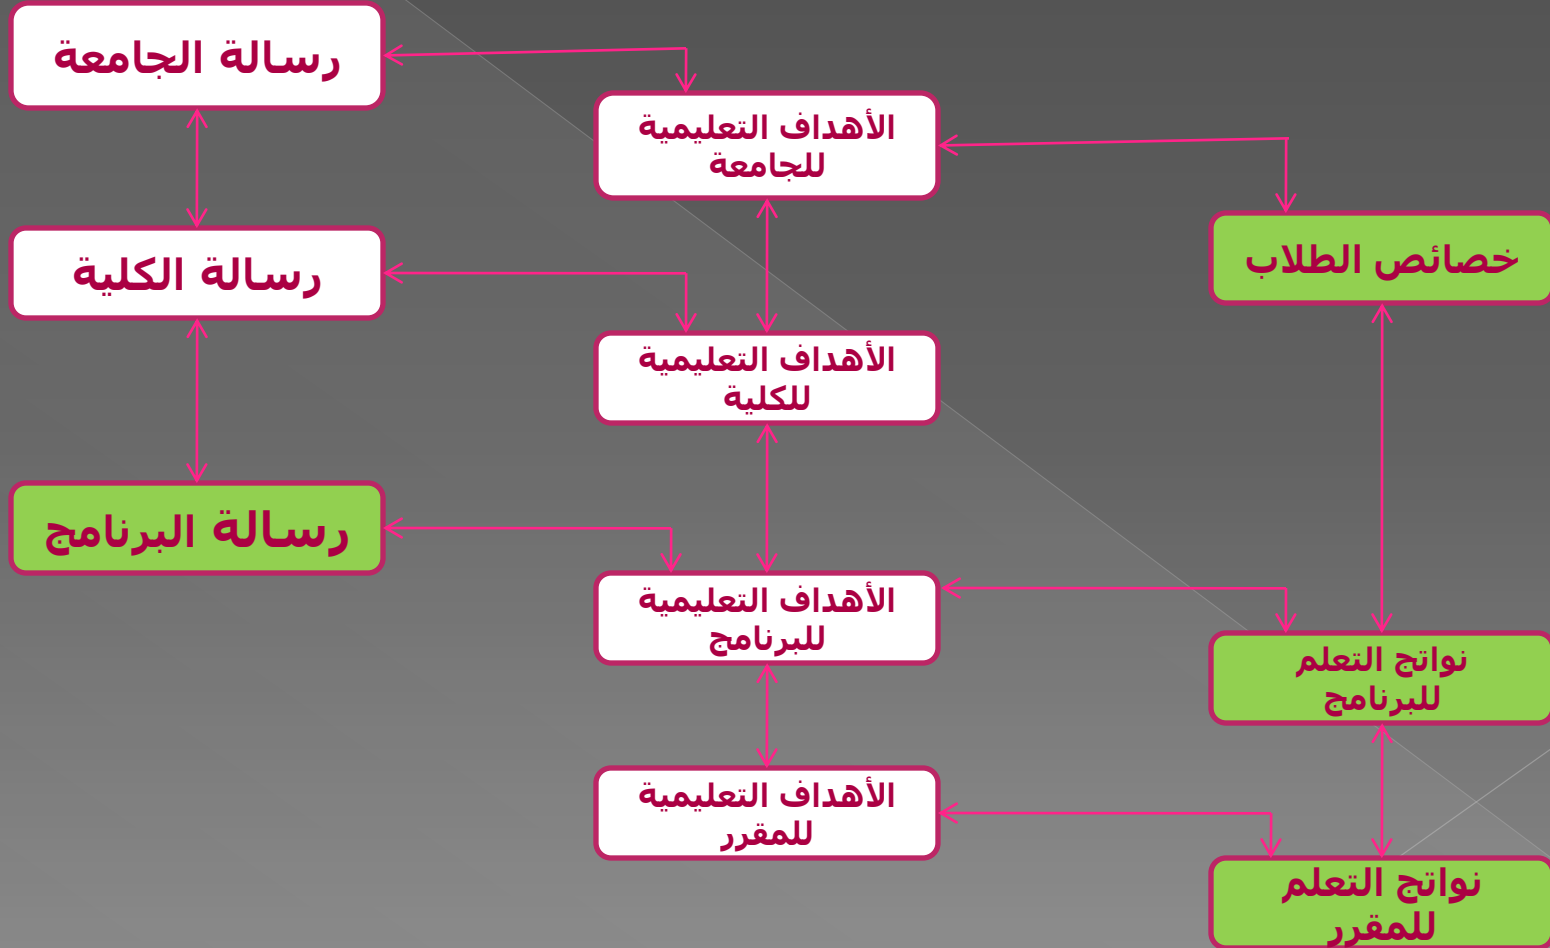 رسالة الجامعة
الأهداف التعليمية
للجامعة
خصائص الطلاب
رسالة الكلية
الأهداف التعليمية
للكلية
رسالة البرنامج
الأهداف التعليمية
للبرنامج
نواتج التعلم
للبرنامج
الأهداف التعليمية
للمقرر
نواتج التعلم
للمقرر